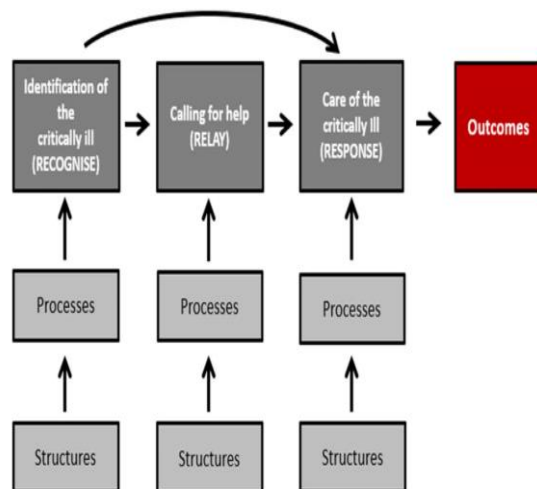 Identification of
the
critically ill
(RECOGNISE)
Calling for help
(RELAY)
Care of the
critically Ill
(RESPONSE)
Outcomes
Processes
Processes
Processes
Structures
Structures
Structures